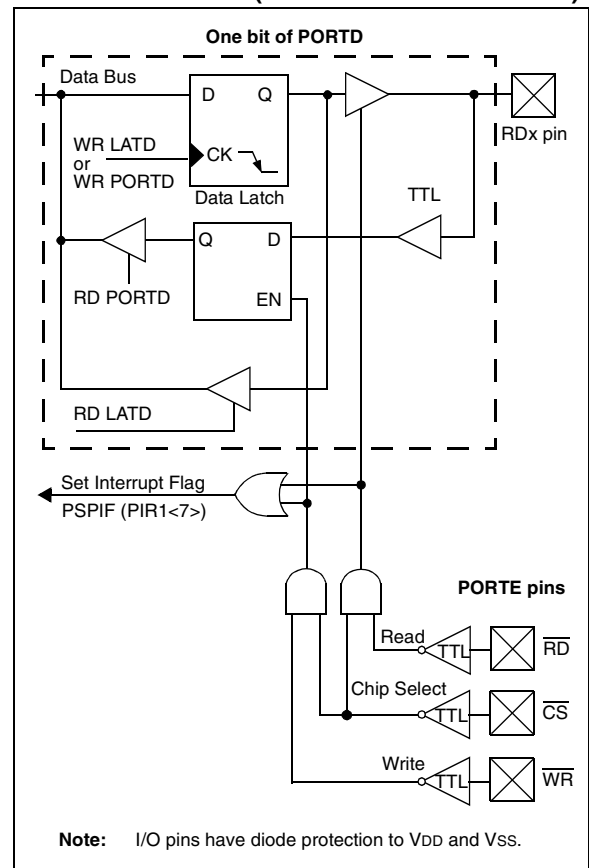 One bit of PORTD
Data Bus
D Q
RDx pin
WR LATD
or
WR PORTD
CK
Data Latch
TTL
Q D
RD PORTD
EN
RD LATD
Set Interrupt Flag
PSPIF (PIR1<7>)
PORTE pins
Read
TTL
RD
Chip Select
TTL
CS
Write
TTL
WR
Note: I/O pins have diode protection to VDD and VSS.